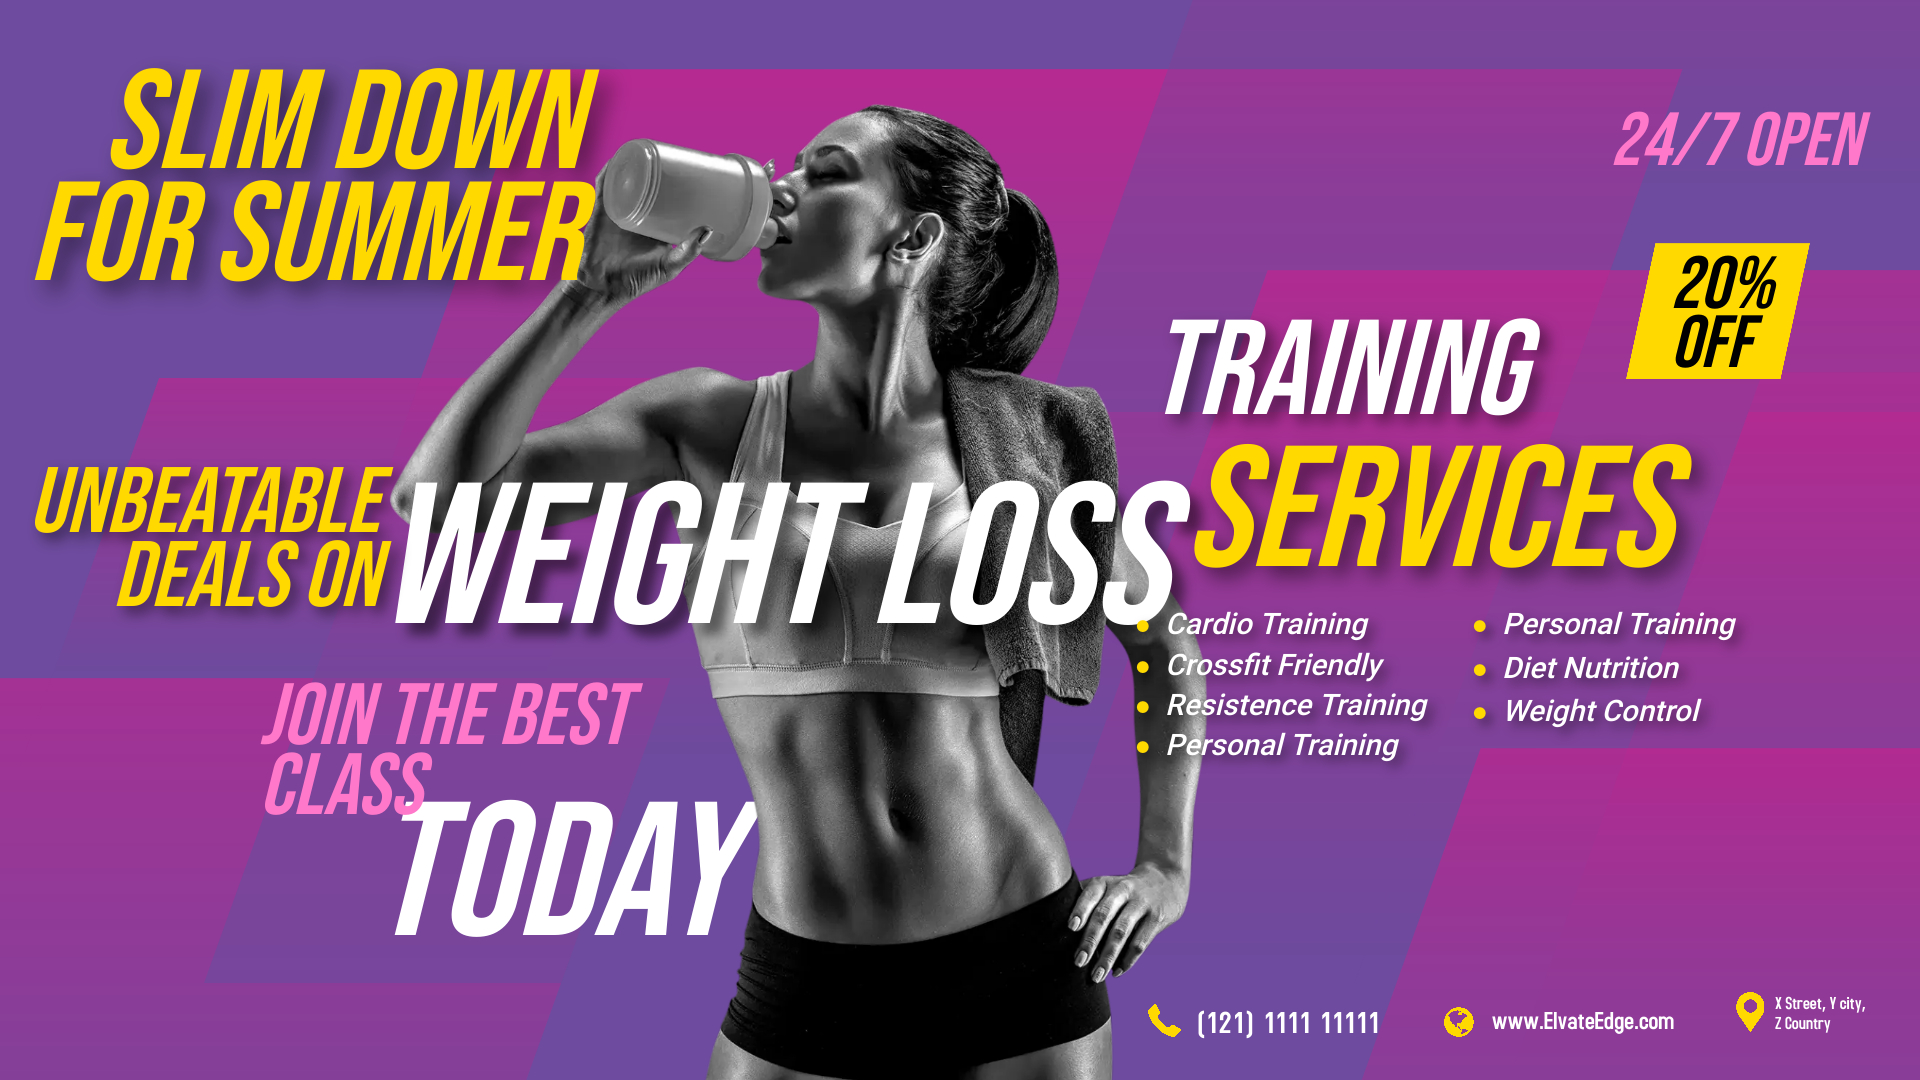 SLIM DOWN
FOR SUMMER
24/7 OPEN
20%
OFF
UNBEATABLE
DEALS ON
WEIGHT LOSS
TRAINING
SERVICES
Cardio Training
Crossfit Friendly
Resistence Training
Personal Training
Personal Training
Diet Nutrition
Weight Control
JOIN THE BEST
CLASS
TODAY
(121) 1111 11111
www.ElvateEdge.com
X Street, Y city,
Z Country